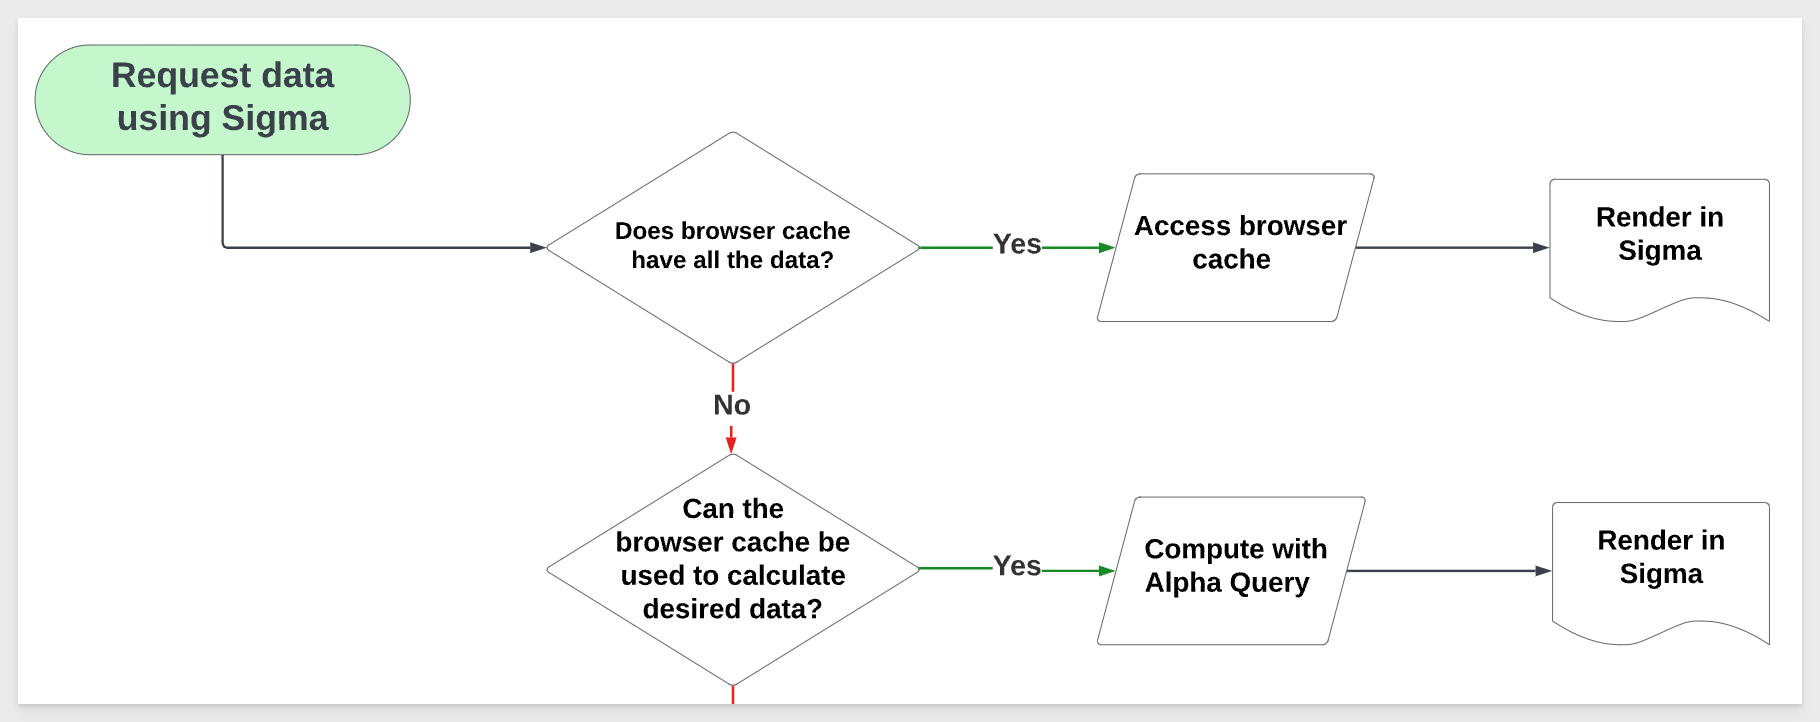 Request data
using Sigma
Does browser cache
have all the data?
Yes
Access browser
cache
Render in
Sigma
No
Can the
browser cache be
used to calculate
desired data?
Yes
Compute with
Alpha Query
Render in
Sigma